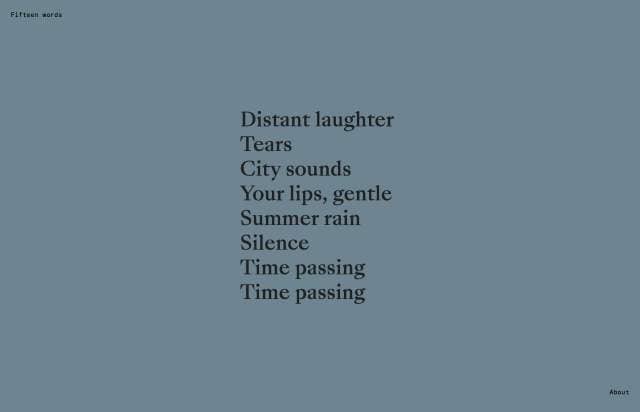 Fifteen words
Distant laughter
Tears
City sounds
Your lips, gentle
Summer rain
Silence
Time passing
Time passing
About